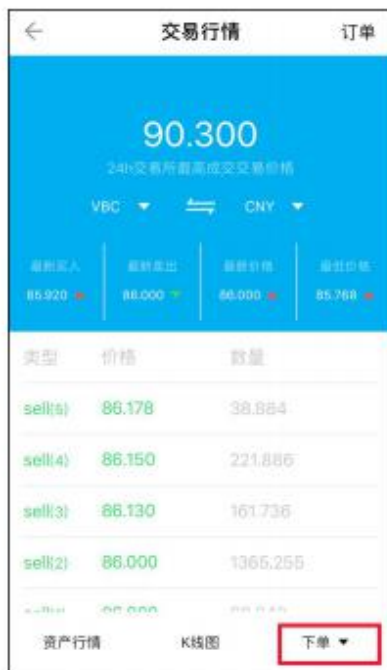 交易行情 订单
90.300
24h交易所最高成交交易价格
VBC CNY
最新买入 最新卖出 最新价格 最低价格
85.920 86.000 86.000 85.768
类型 价格 数量
sell(5) 86.178 38.884
sell(4) 86.150 221.886
sell(3) 86.130 161.736
sell(2) 86.000 1365.255
资产行情 K线图 下单